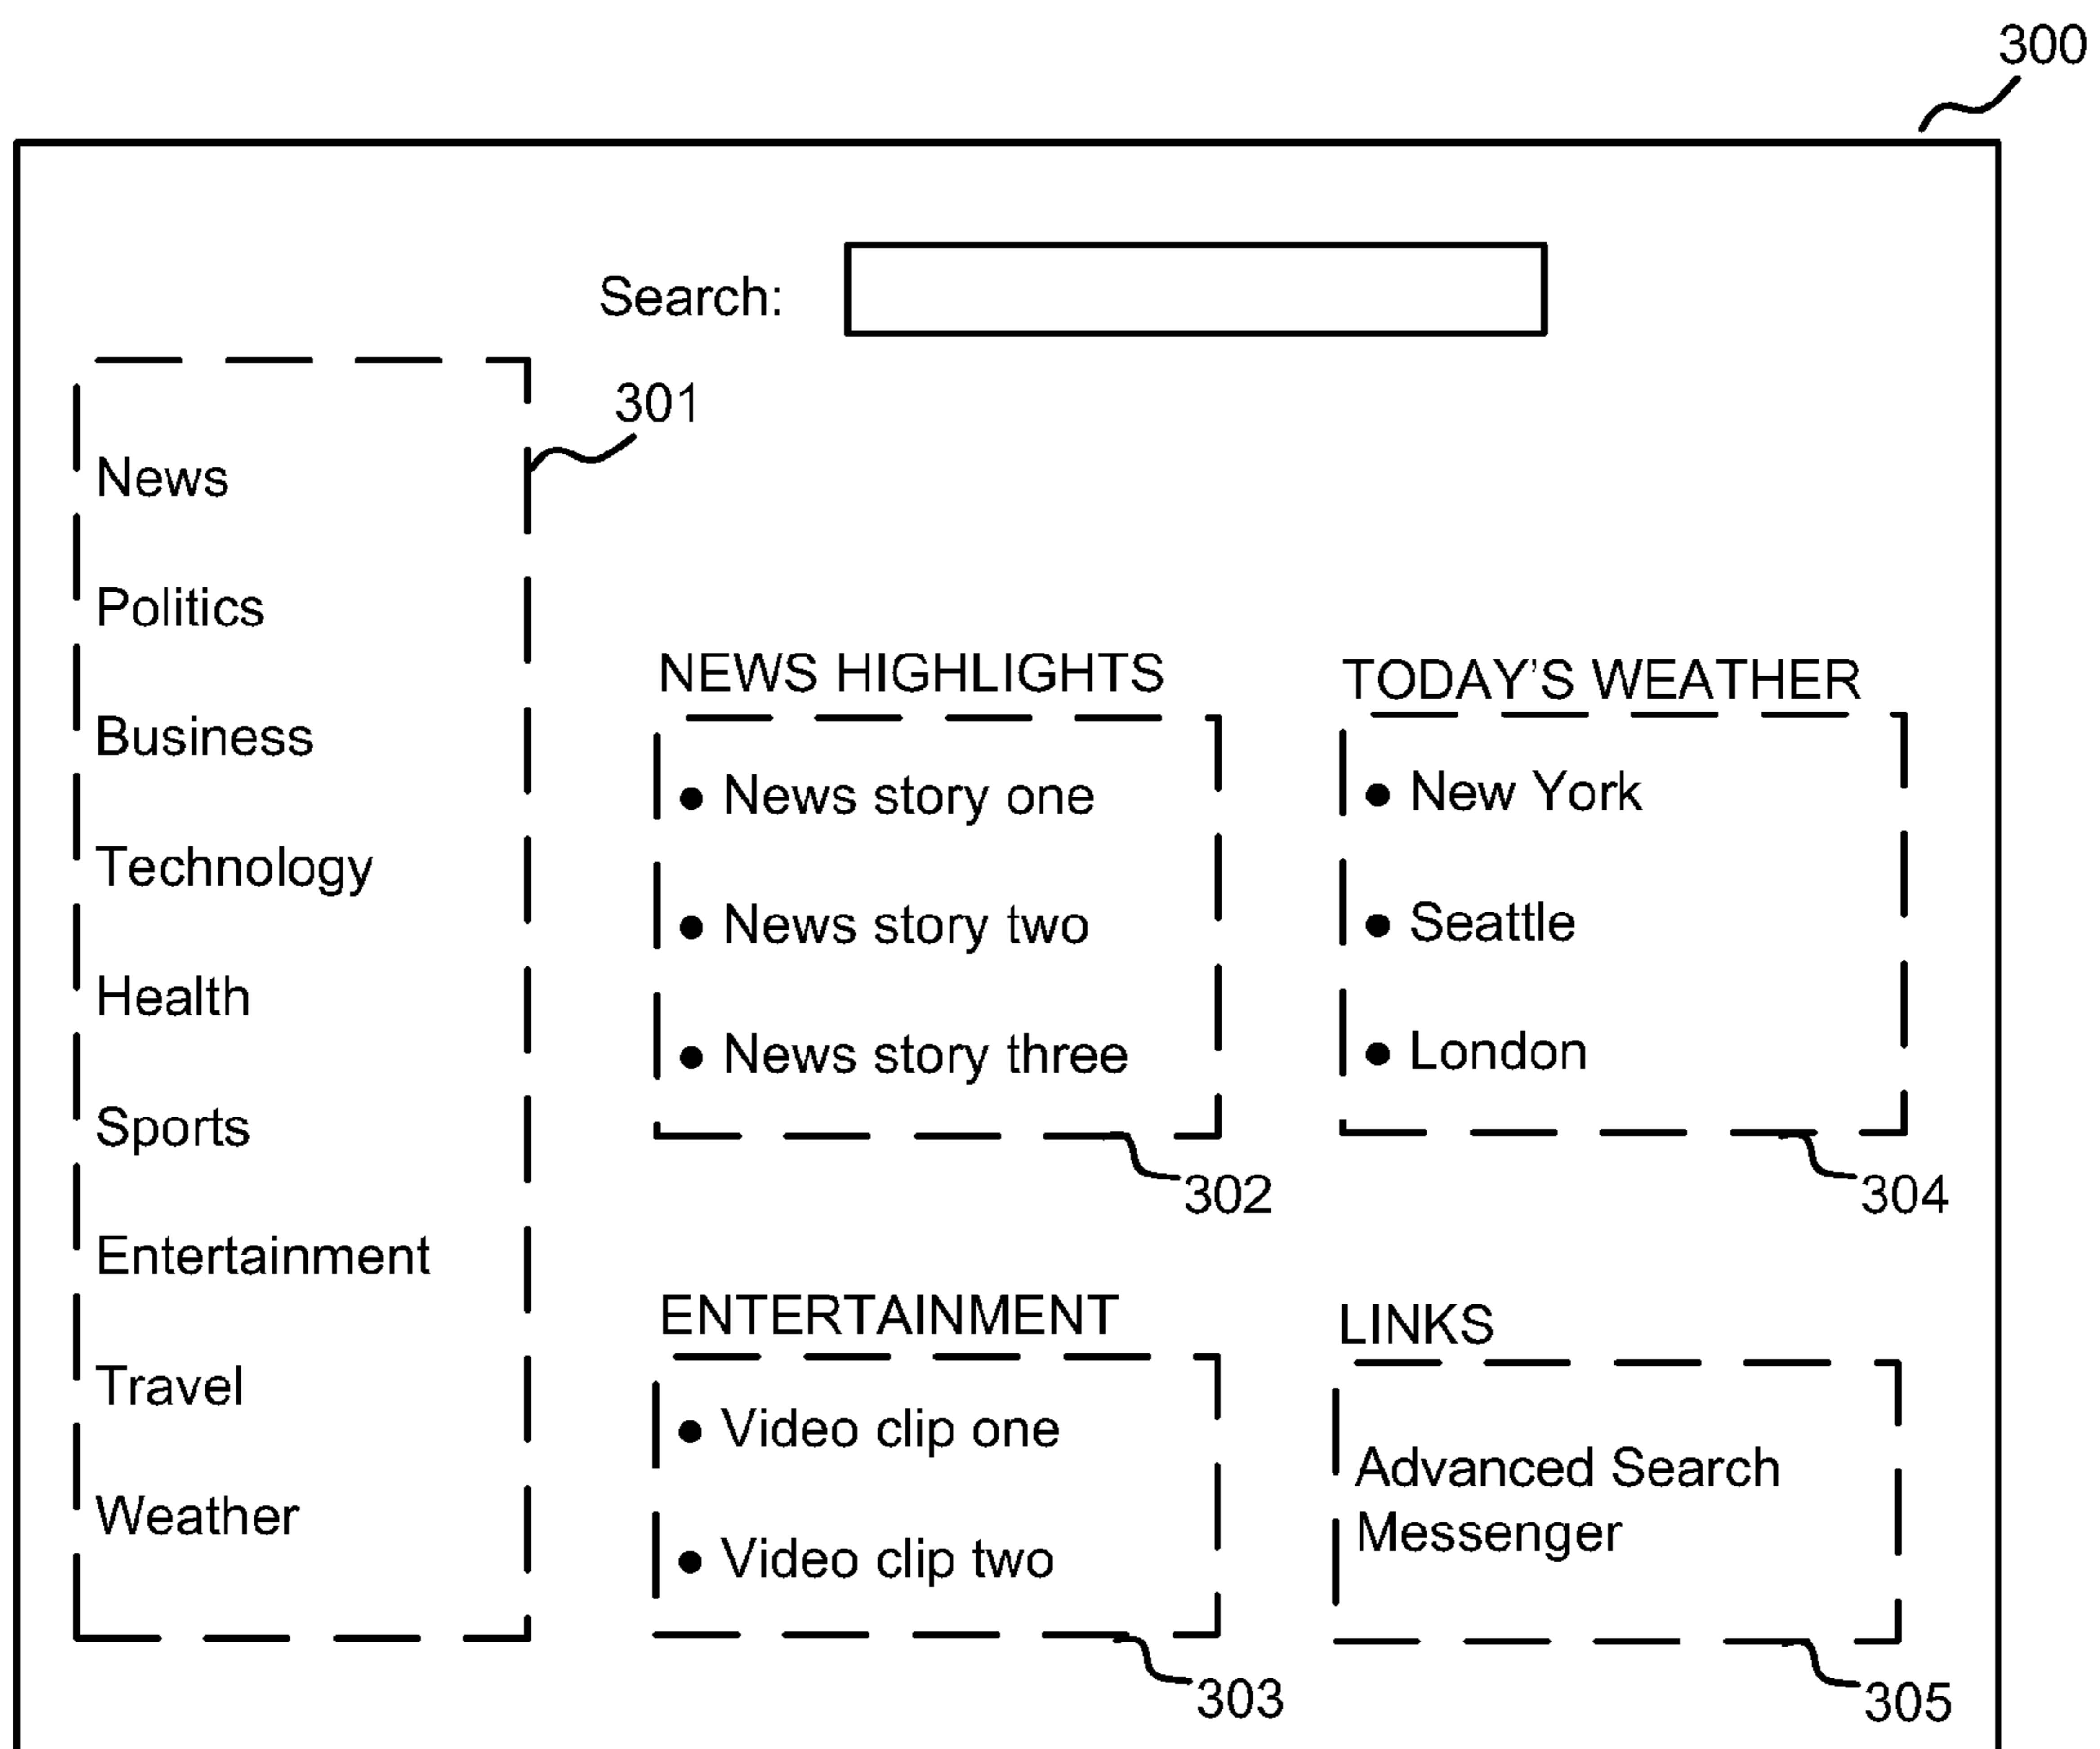 300
Search:
301
News
Politics
Business
Technology
Health
Sports
Entertainment
Travel
Weather
NEWS HIGHLIGHTS
• News story one
• News story two
• News story three
302
TODAY'S WEATHER
• New York
• Seattle
• London
304
ENTERTAINMENT
• Video clip one
• Video clip two
303
LINKS
Advanced Search
Messenger
305